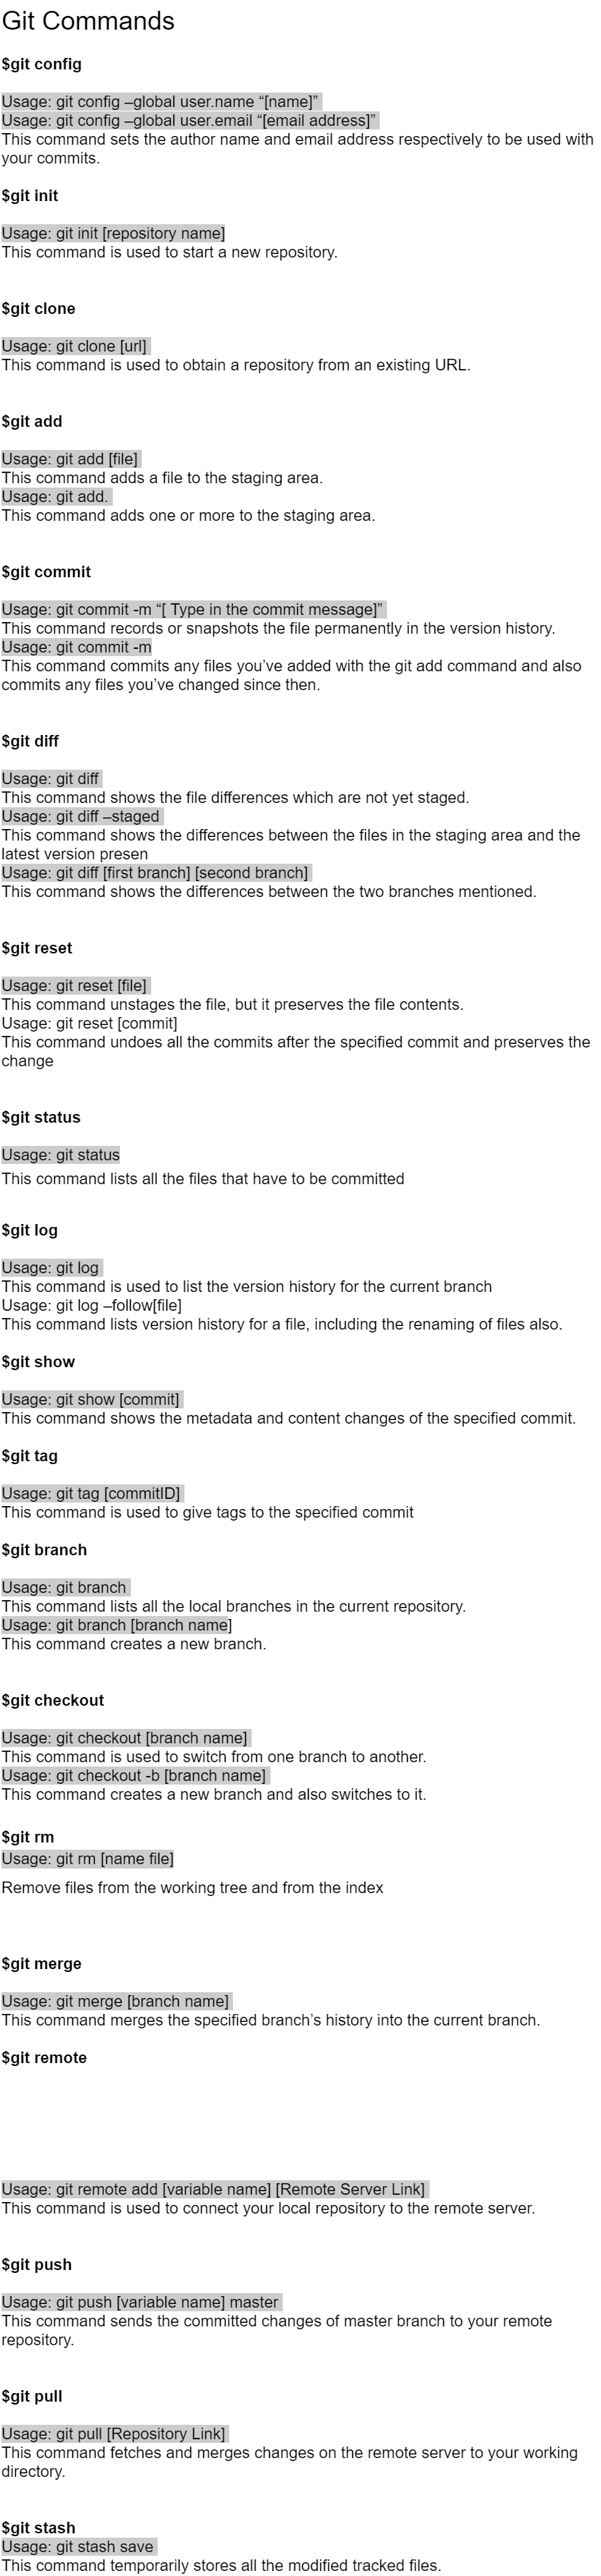 Git Commands
$git config
Usage: git config –global user.name “[name]”
Usage: git config –global user.email “[email address]”
This command sets the author name and email address respectively to be used with
your commits.
$git init
Usage: git init [repository name]
This command is used to start a new repository.
$git clone
Usage: git clone [url]
This command is used to obtain a repository from an existing URL.
$git add
Usage: git add [file]
This command adds a file to the staging area.
Usage: git add.
This command adds one or more to the staging area.
$git commit
Usage: git commit -m “[ Type in the commit message]”
This command records or snapshots the file permanently in the version history.
Usage: git commit -m
This command commits any files you’ve added with the git add command and also
commits any files you’ve changed since then.
$git diff
Usage: git diff
This command shows the file differences which are not yet staged.
Usage: git diff –staged
This command shows the differences between the files in the staging area and the
latest version presen
Usage: git diff [first branch] [second branch]
This command shows the differences between the two branches mentioned.
$git reset
Usage: git reset [file]
This command unstages the file, but it preserves the file contents.
Usage: git reset [commit]
This command undoes all the commits after the specified commit and preserves the
change
$git status
Usage: git status
This command lists all the files that have to be committed
$git log
Usage: git log
This command is used to list the version history for the current branch
Usage: git log –follow[file]
This command lists version history for a file, including the renaming of files also.
$git show
Usage: git show [commit]
This command shows the metadata and content changes of the specified commit.
$git tag
Usage: git tag [commitID]
This command is used to give tags to the specified commit
$git branch
Usage: git branch
This command lists all the local branches in the current repository.
Usage: git branch [branch name]
This command creates a new branch.
$git checkout
Usage: git checkout [branch name]
This command is used to switch from one branch to another.
Usage: git checkout -b [branch name]
This command creates a new branch and also switches to it.
$git rm
Usage: git rm [name file]
Remove files from the working tree and from the index
$git merge
Usage: git merge [branch name]
This command merges the specified branch’s history into the current branch.
$git remote
Usage: git remote add [variable name] [Remote Server Link]
This command is used to connect your local repository to the remote server.
$git push
Usage: git push [variable name] master
This command sends the committed changes of master branch to your remote
repository.
$git pull
Usage: git pull [Repository Link]
This command fetches and merges changes on the remote server to your working
directory.
$git stash
Usage: git stash save
This command temporarily stores all the modified tracked files.